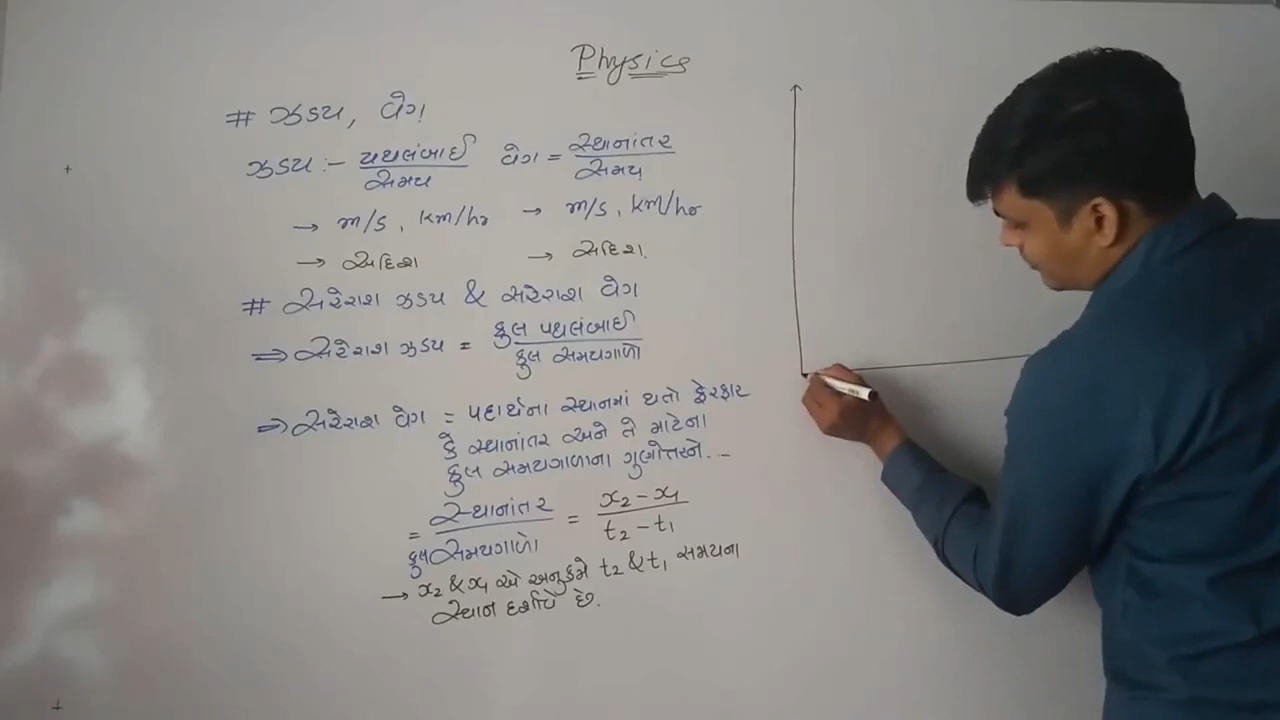 Physics
# ઝડપ, વેગ
ઝડપ :- પથલંબાઈ / સમય વેગ = સ્થાનાંતર / સમય
→ m/s, km/hr → m/s, km/hr
→ અદિશ → સદિશ.
# સરેરાશ ઝડપ & સરેરાશ વેગ
⇒ સરેરાશ ઝડપ = કુલ પથલંબાઈ / કુલ સમયગાળો
⇒ સરેરાશ વેગ = પદાર્થના સ્થાનમાં થતો ફેરફાર
કે સ્થાનાંતર અને તે માટેના
કુલ સમયગાળાના ગુણોત્તરને...
= સ્થાનાંતર / કુલ સમયગાળો = x₂ - x₁ / t₂ - t₁
→ x₂ & x₁ એ અનુક્રમે t₂ & t₁ સમયના
સ્થાન દર્શાવે છે.